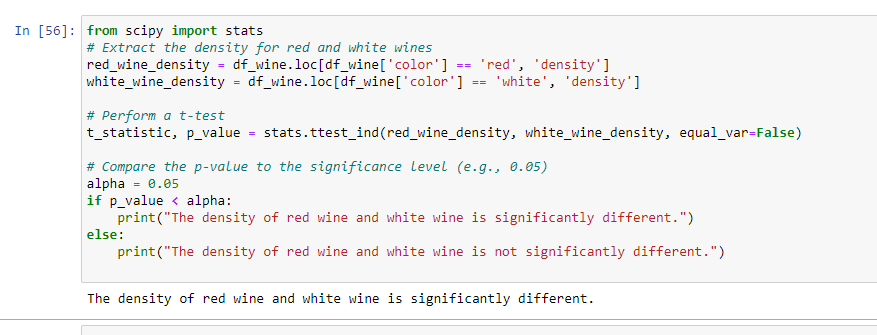 In [56]: from scipy import stats
# Extract the density for red and white wines
red_wine_density = df_wine.loc[df_wine['color'] == 'red', 'density']
white_wine_density = df_wine.loc[df_wine['color'] == 'white', 'density']
# Perform a t-test
t_statistic, p_value = stats.ttest_ind(red_wine_density, white_wine_density, equal_var=False)
# Compare the p-value to the significance level (e.g., 0.05)
alpha = 0.05
if p_value < alpha:
    print("The density of red wine and white wine is significantly different.")
else:
    print("The density of red wine and white wine is not significantly different.")
The density of red wine and white wine is significantly different.